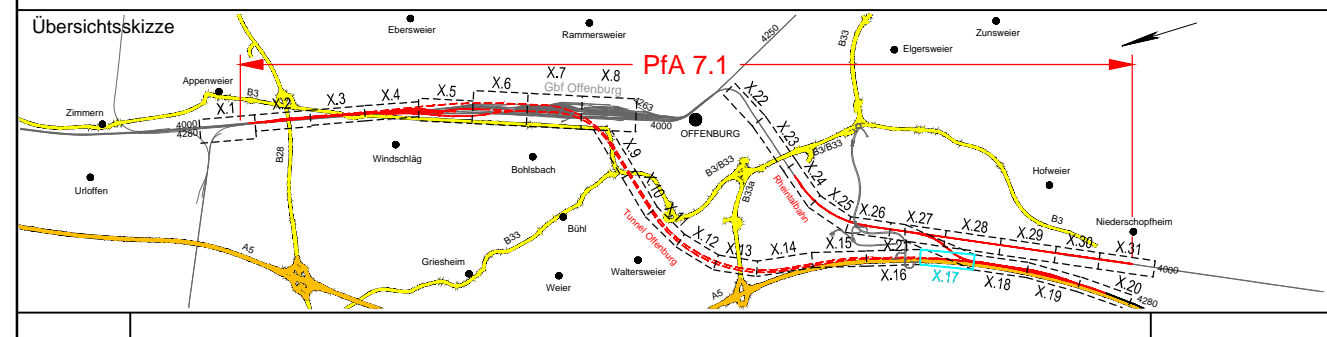 Übersichtsskizze
Ebersweier
Rammersweier
4250
B33
Zunsweier
Elgersweier
PfA 7.1
Appenweier
B3
Zimmern
X.1
X.2
X.3
X.4
X.5
X.6
X.7
X.8
Gbf Offenburg
4263
4000
4280
4000
OFFENBURG
X.22
X.23
X.24
X.25
X.26
X.27
X.28
X.29
X.30
X.31
Windschläg
Bohlsbach
B28
Urloffen
X.9
X.10
X.11
X.12
X.13
X.14
X.15
X.21
X.16
X.17
X.18
X.19
X.20
B3/B33
B3/B33
B33a
Rheintalbahn
Tunnel Offenburg
Hofweier
B3
Niederschopfheim
4000
4280
A5
B33
Bühl
Griesheim
Weier
Waltersweier
A5